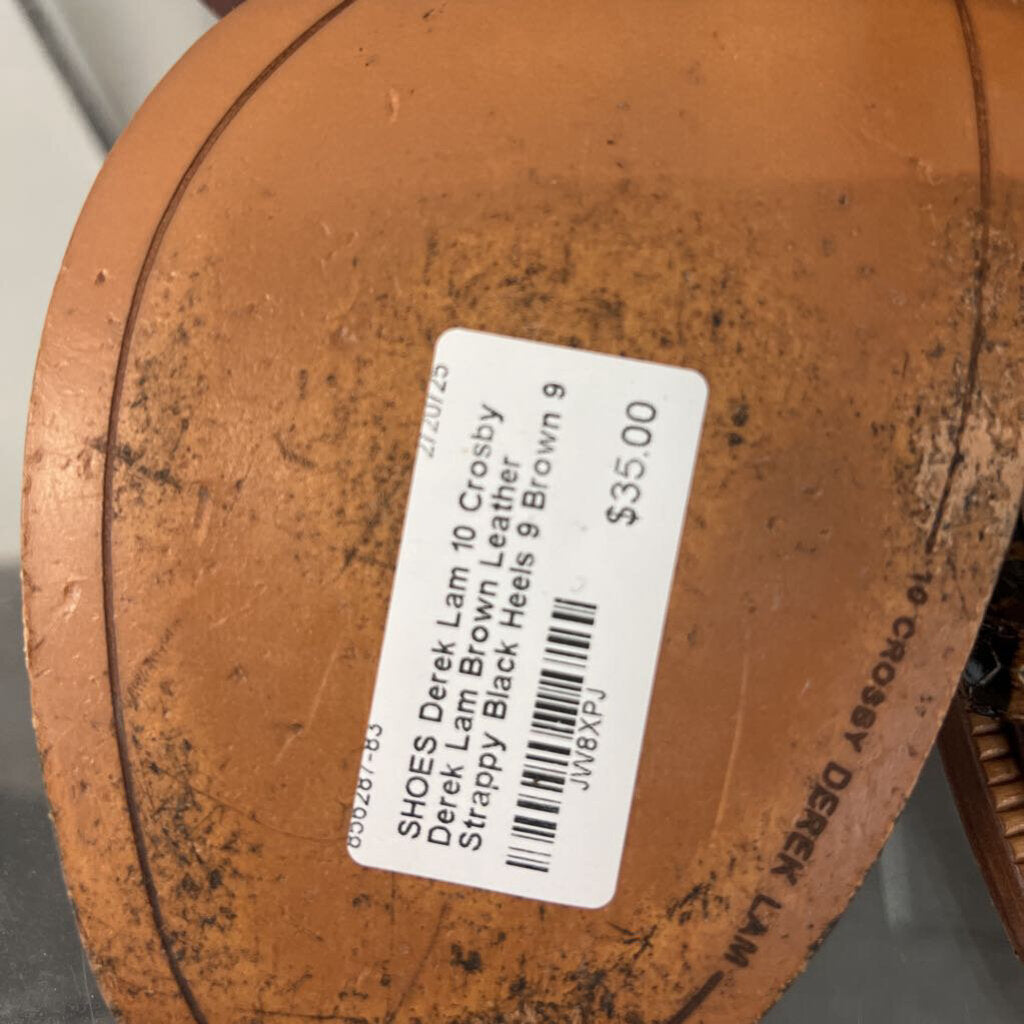 856287-83 2/20/25
SHOES Derek Lam 10 Crosby
Derek Lam Brown Leather
Strappy Black Heels 9 Brown 9
JW8XPJ
$35.00
10 CROSBY DEREK LAM